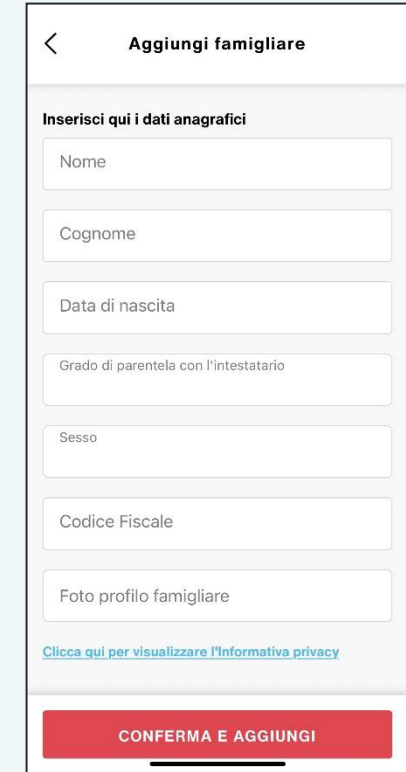 Aggiungi famigliare
Inserisci qui i dati anagrafici
Nome
Cognome
Data di nascita
Grado di parentela con l'intestatario
Sesso
Codice Fiscale
Foto profilo famigliare
Clicca qui per visualizzare l'Informativa privacy
CONFERMA E AGGIUNGI